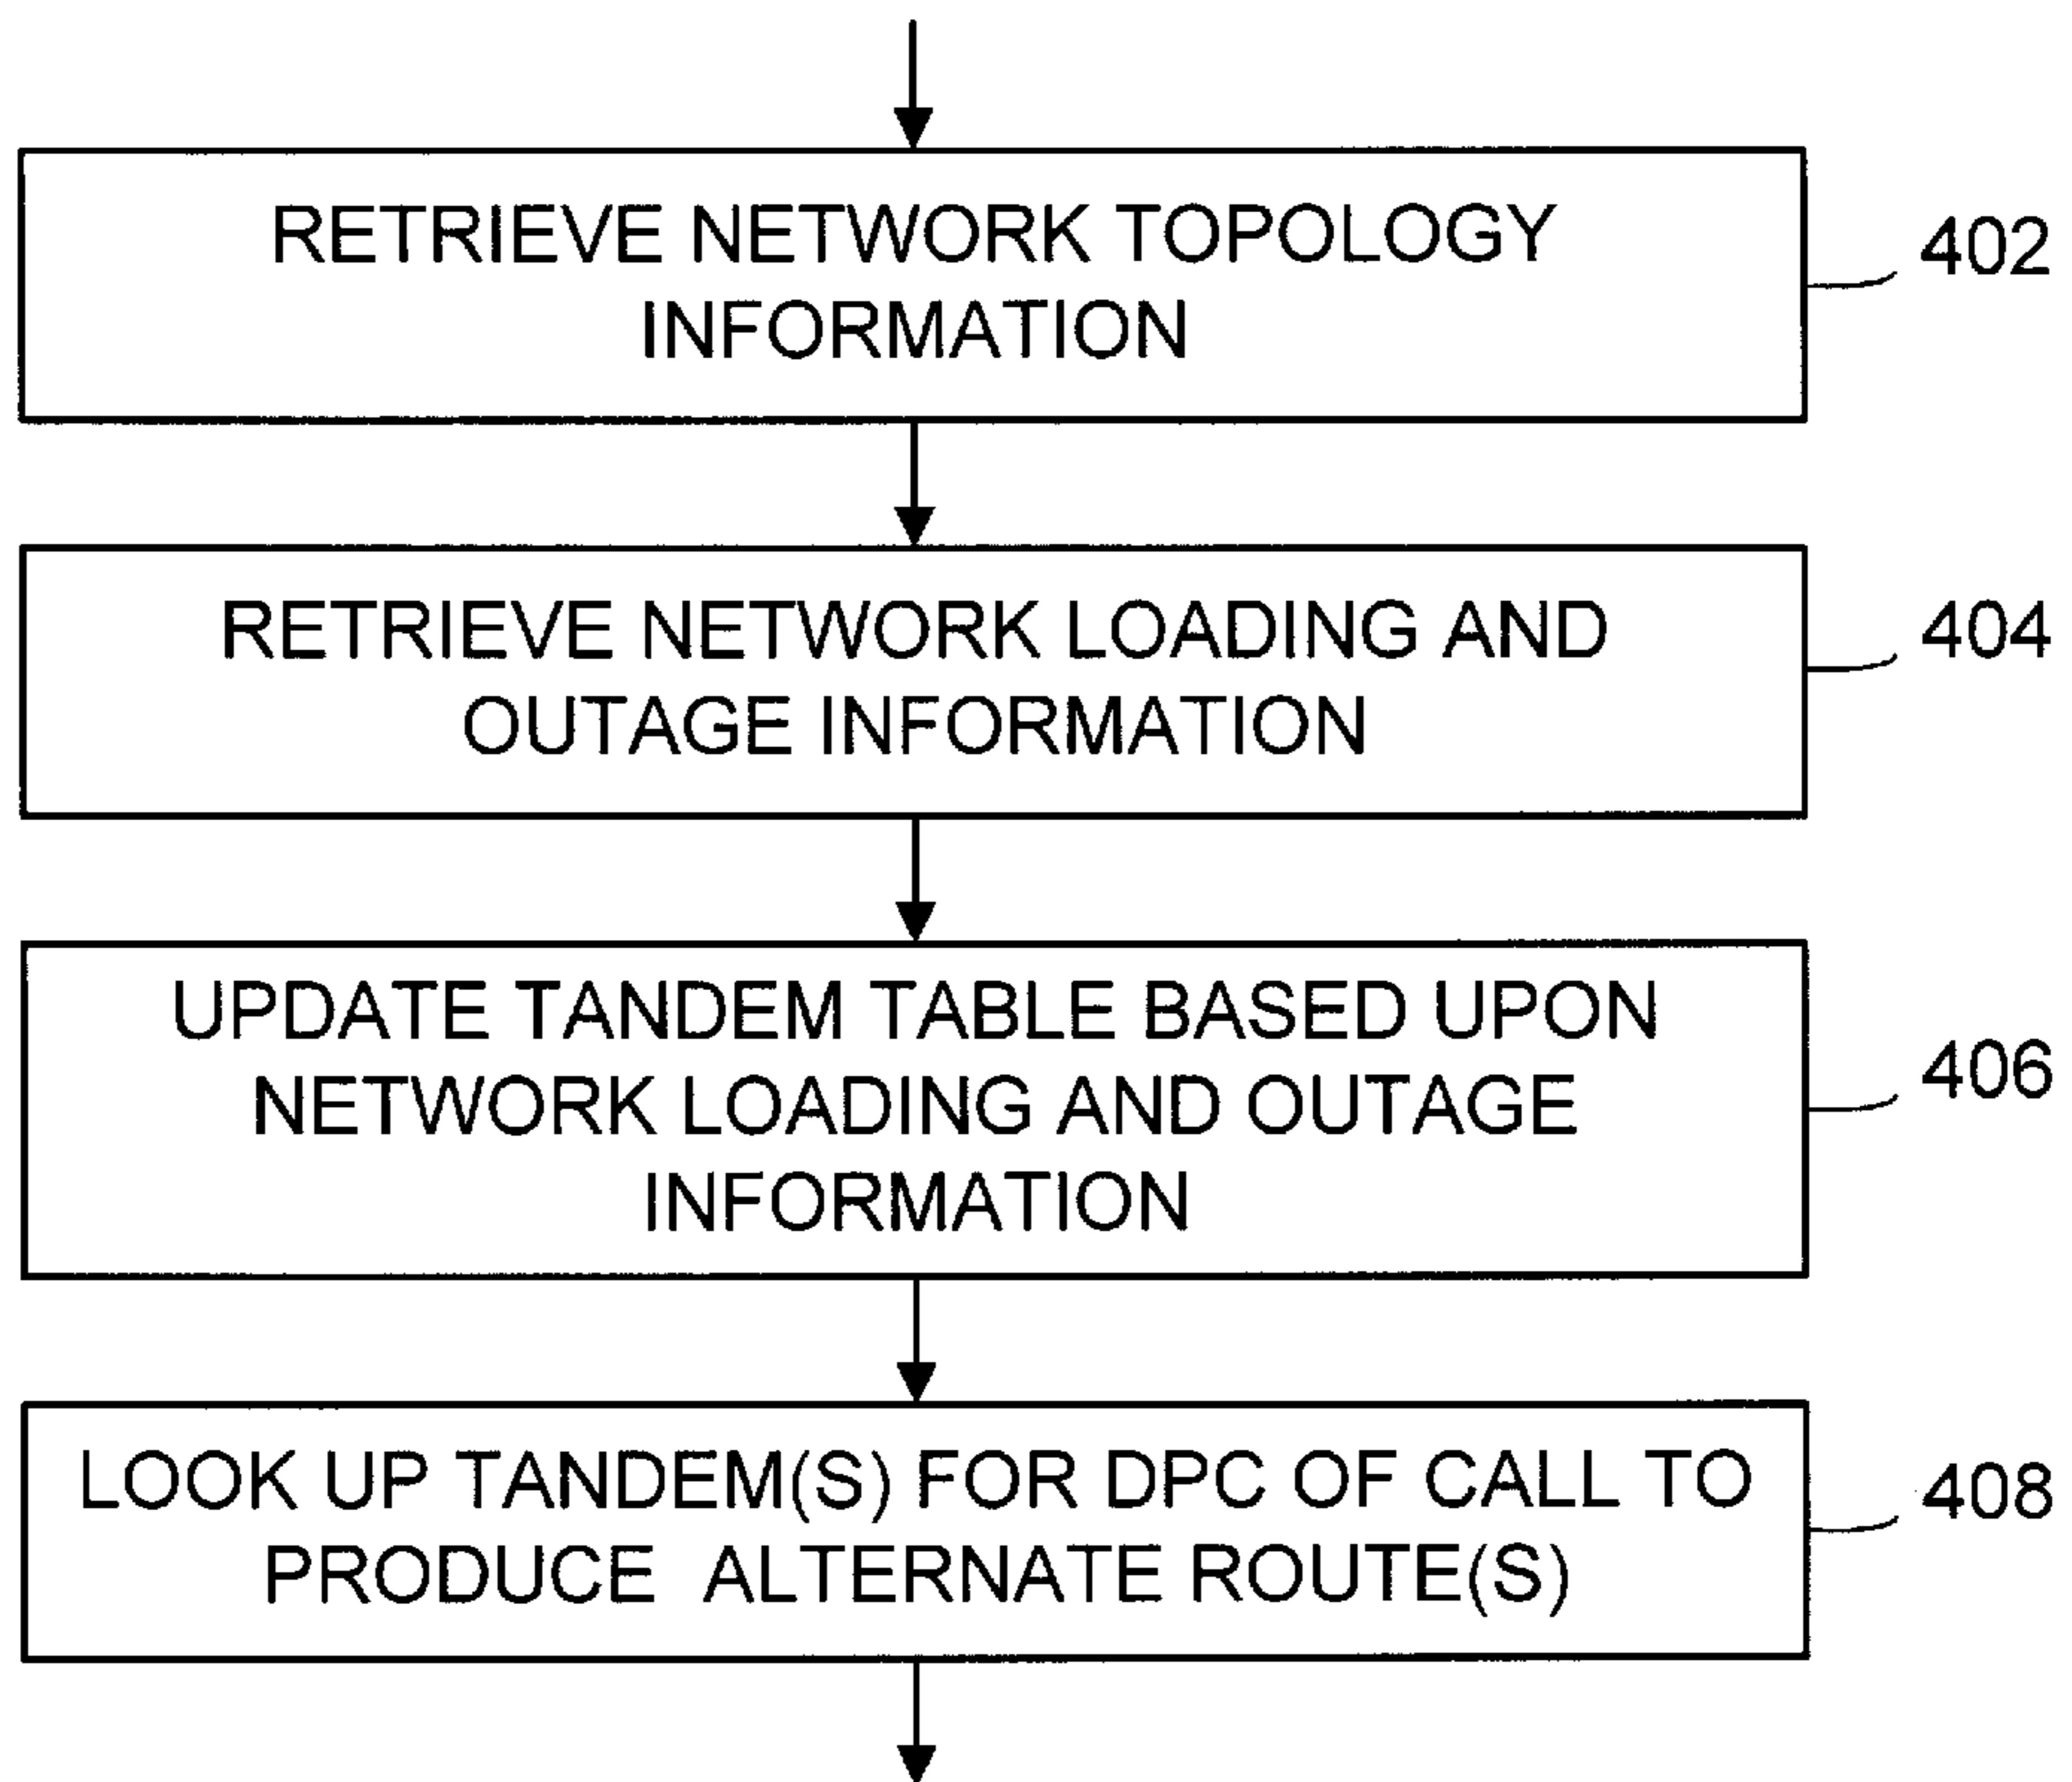 RETRIEVE NETWORK TOPOLOGY
INFORMATION
402
RETRIEVE NETWORK LOADING AND
OUTAGE INFORMATION
404
UPDATE TANDEM TABLE BASED UPON
NETWORK LOADING AND OUTAGE
INFORMATION
406
LOOK UP TANDEM(S) FOR DPC OF CALL TO
PRODUCE ALTERNATE ROUTE(S)
408